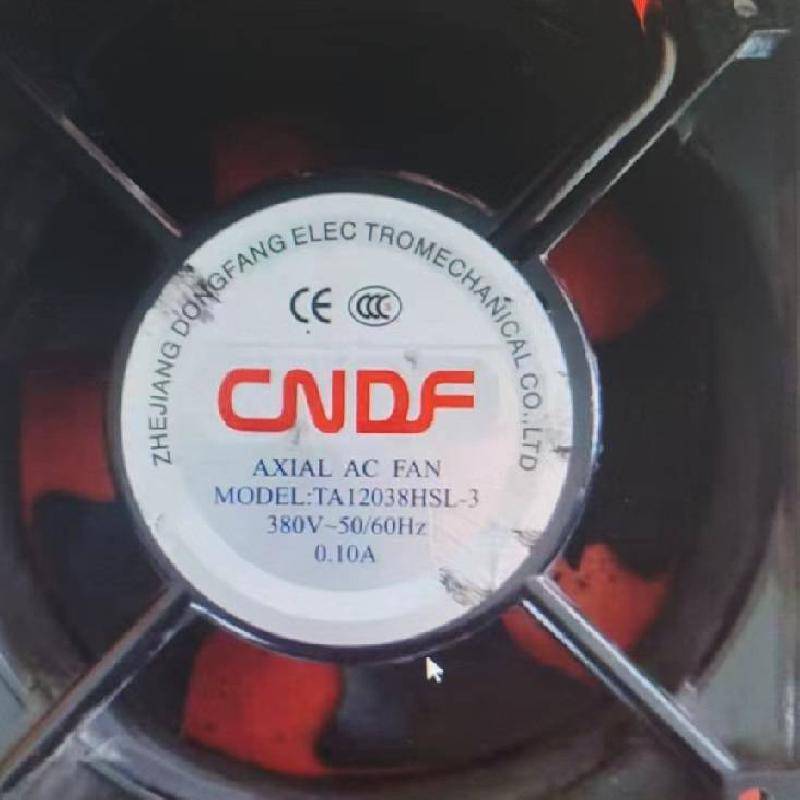 ZHEJIANG DONGFANG ELEC TROMECHANICAL CO.,LTD
CE CCC
CNDF
AXIAL AC FAN
MODEL:TA12038HSL-3
380V~50/60Hz
0.10A